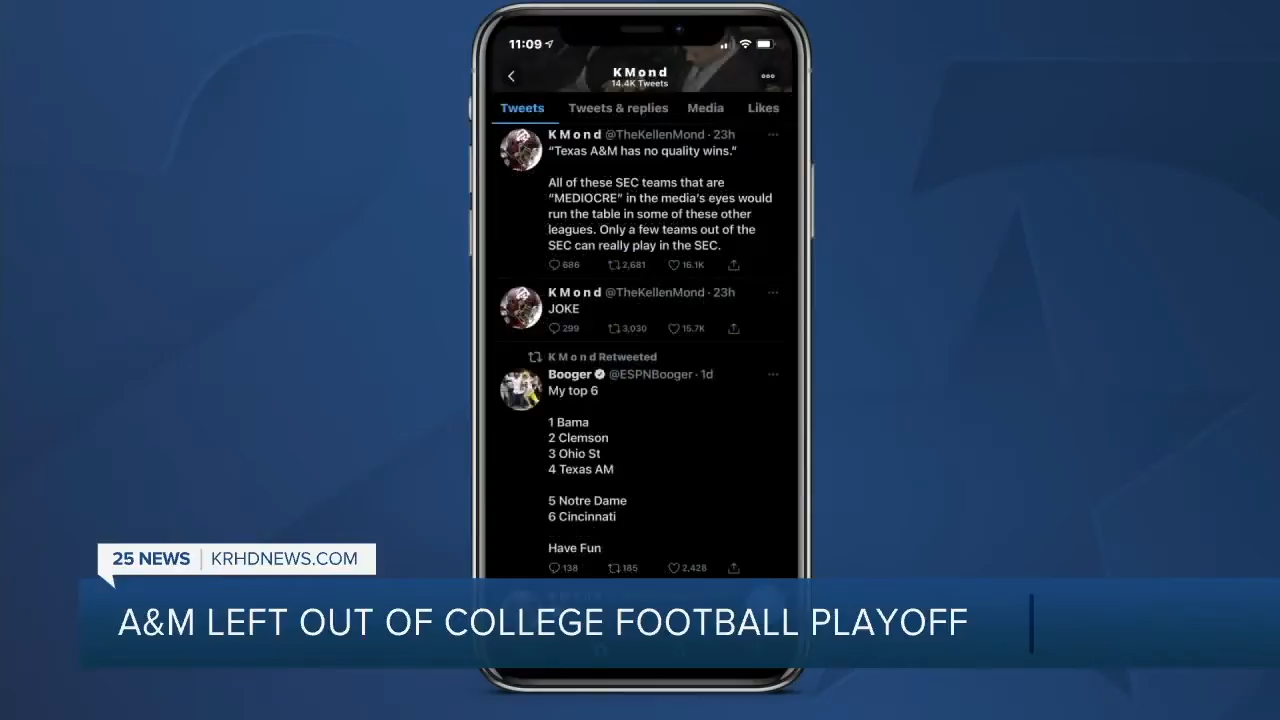 11:09
K M o n d
14.4K Tweets
Tweets Tweets & replies Media Likes
K M o n d @TheKellenMond · 23h
“Texas A&M has no quality wins.”
All of these SEC teams that are
“MEDIOCRE” in the media’s eyes would
run the table in some of these other
leagues. Only a few teams out of the
SEC can really play in the SEC.
686 2,681 16.1K
K M o n d @TheKellenMond · 23h
JOKE
299 3,030 15.7K
K M o n d Retweeted
Booger @ESPNBooger · 1d
My top 6
1 Bama
2 Clemson
3 Ohio St
4 Texas AM
5 Notre Dame
6 Cincinnati
Have Fun
138 185 2,428
25 NEWS | KRHDNEWS.COM
A&M LEFT OUT OF COLLEGE FOOTBALL PLAYOFF